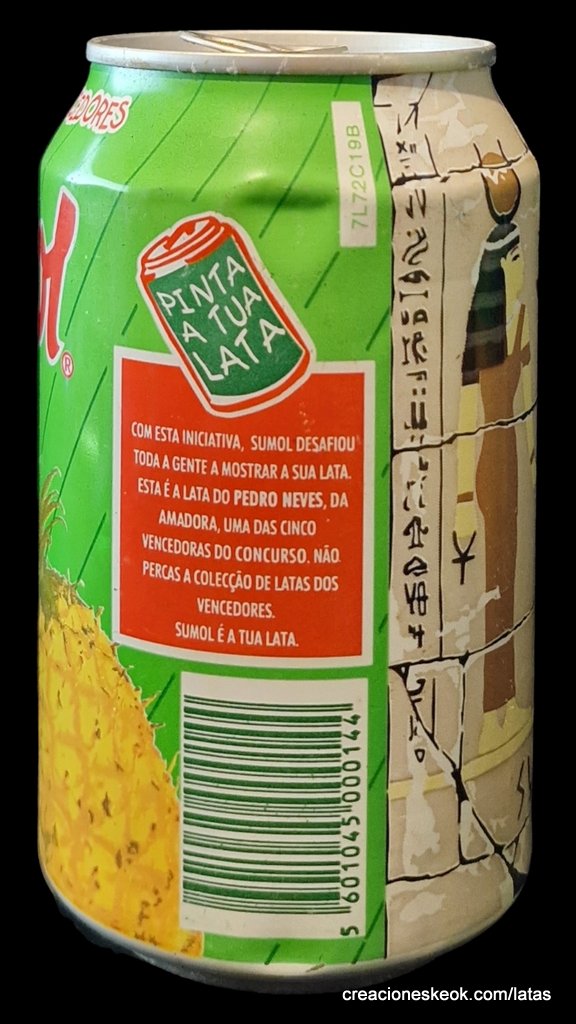 7L72C19B
PINTA
A TUA
LATA
COM ESTA INICIATIVA, SUMOL DESAFIOU
TODA A GENTE A MOSTRAR A SUA LATA.
ESTA É A LATA DO PEDRO NEVES, DA
AMADORA, UMA DAS CINCO
VENCEDORAS DO CONCURSO. NÃO
PERCAS A COLECÇÃO DE LATAS DOS
VENCEDORES.
SUMOL É A TUA LATA.
5 601045 000144
creacioneskeok.com/latas